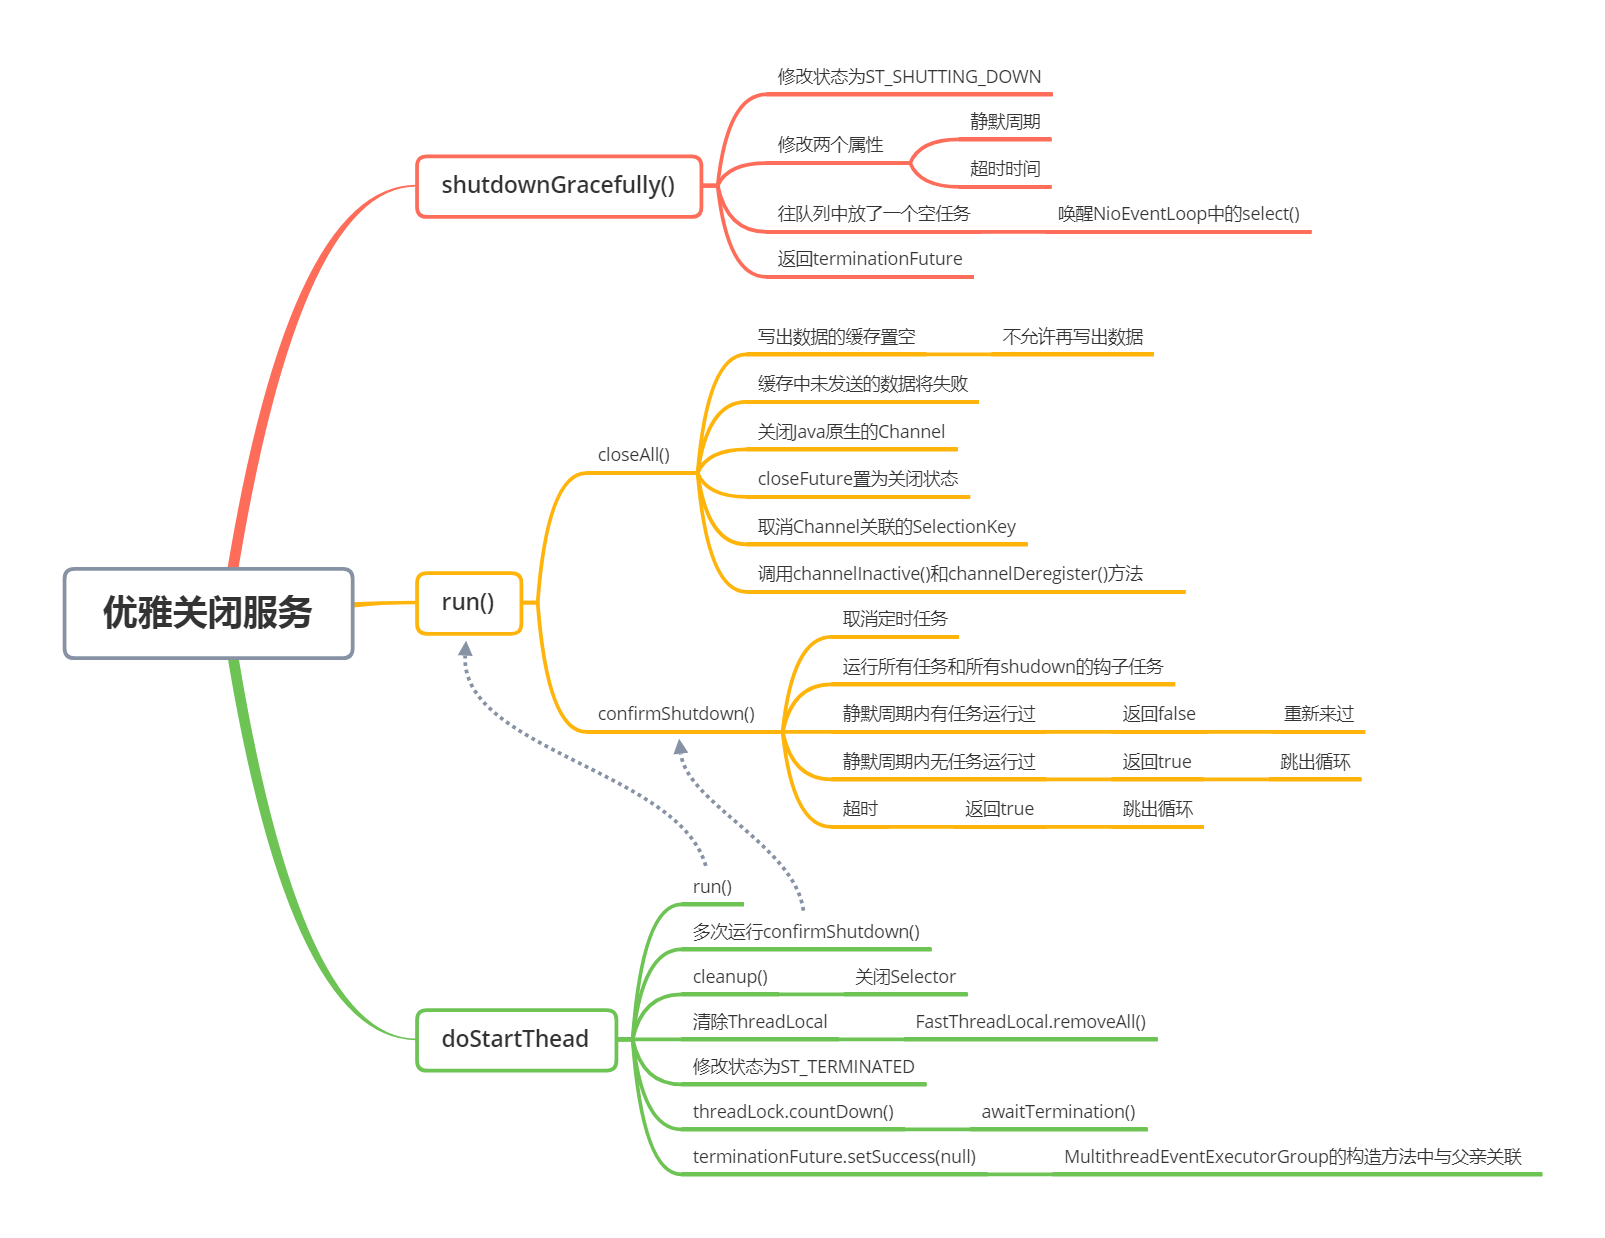 优雅关闭服务
shutdownGracefully()
修改状态为ST_SHUTTING_DOWN
修改两个属性
静默周期
超时时间
往队列中放了一个空任务
唤醒NioEventLoop中的select()
返回terminationFuture
run()
closeAll()
写出数据的缓存置空
不允许再写出数据
缓存中未发送的数据将失败
关闭Java原生的Channel
closeFuture置为关闭状态
取消Channel关联的SelectionKey
调用channelInactive()和channelDeregister()方法
confirmShutdown()
取消定时任务
运行所有任务和所有shudown的钩子任务
静默周期内有任务运行过
返回false
重新来过
静默周期内无任务运行过
返回true
跳出循环
超时
返回true
跳出循环
doStartThead
run()
多次运行confirmShutdown()
cleanup()
关闭Selector
清除ThreadLocal
FastThreadLocal.removeAll()
修改状态为ST_TERMINATED
threadLock.countDown()
awaitTermination()
terminationFuture.setSuccess(null)
MultithreadEventExecutorGroup的构造方法中与父亲关联